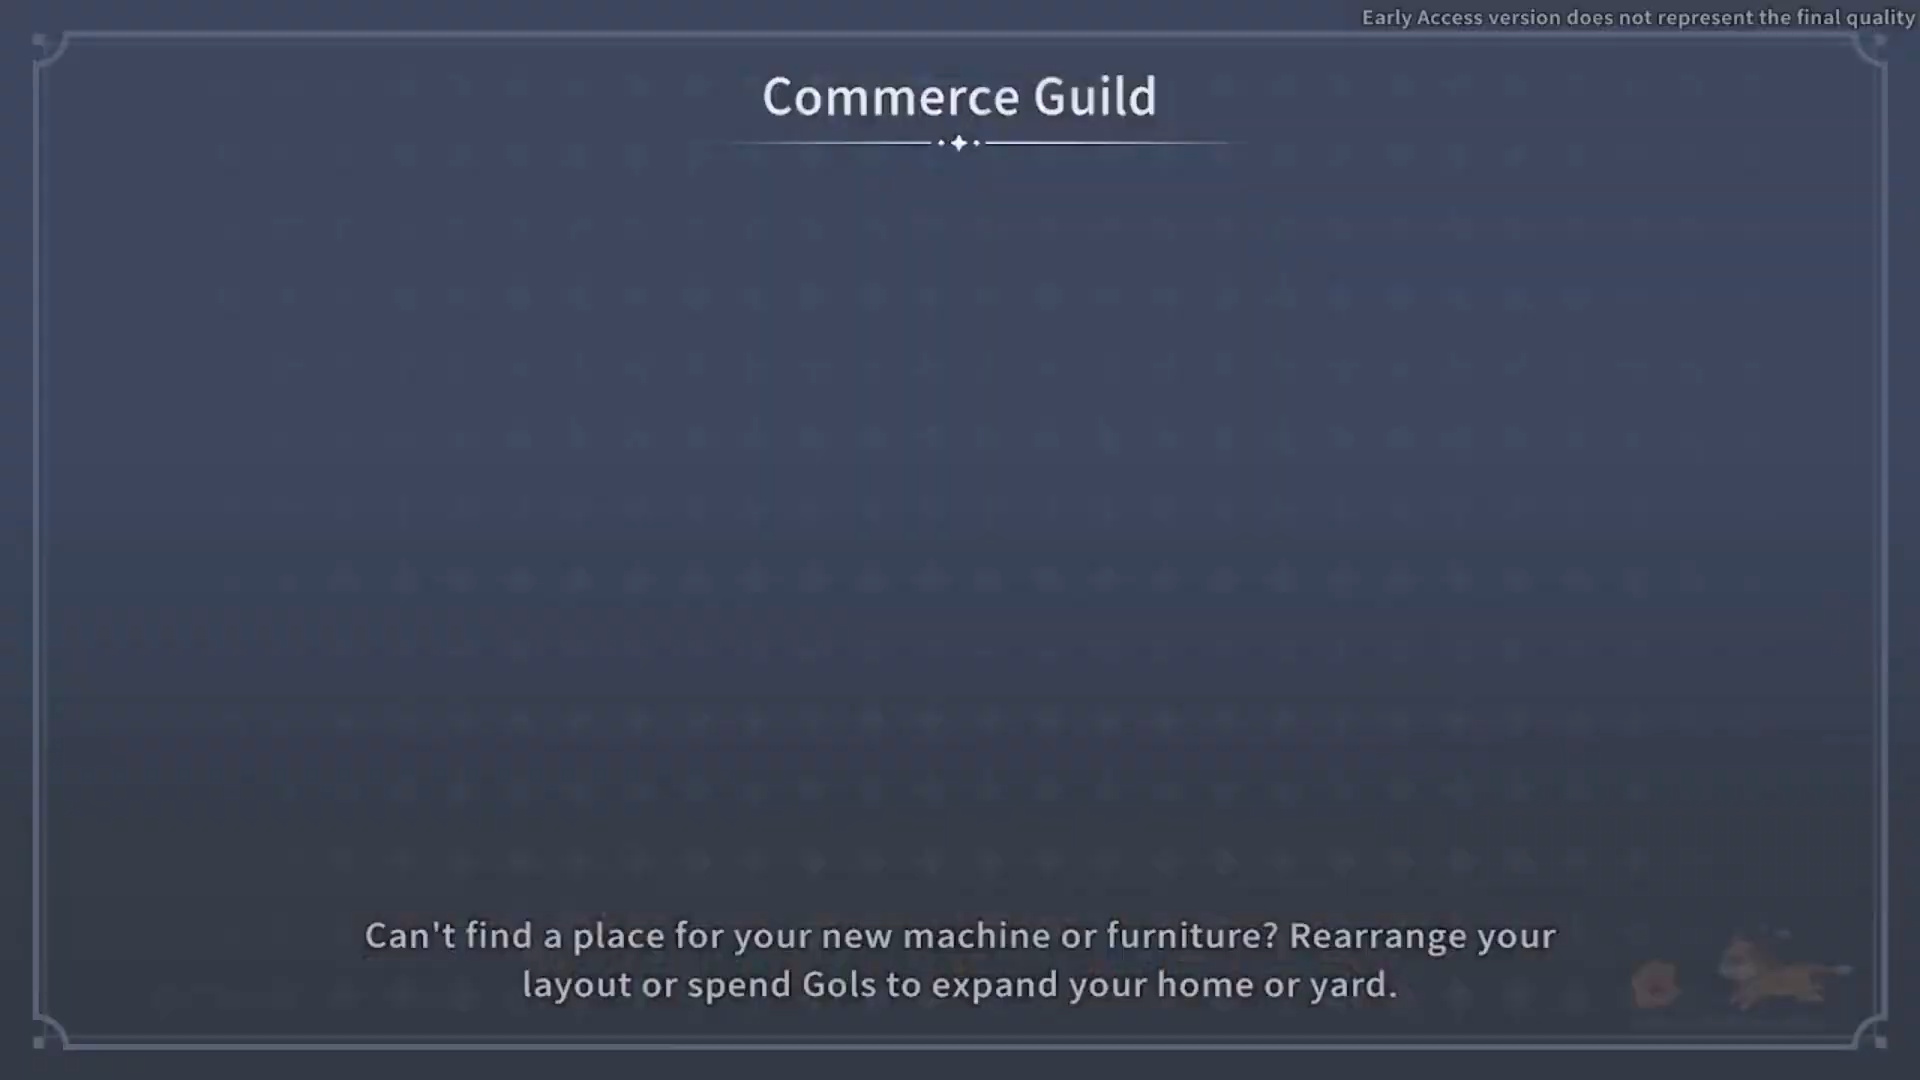 Early Access version does not represent the final quality
Commerce Guild
Can't find a place for your new machine or furniture? Rearrange your
layout or spend Gols to expand your home or yard.